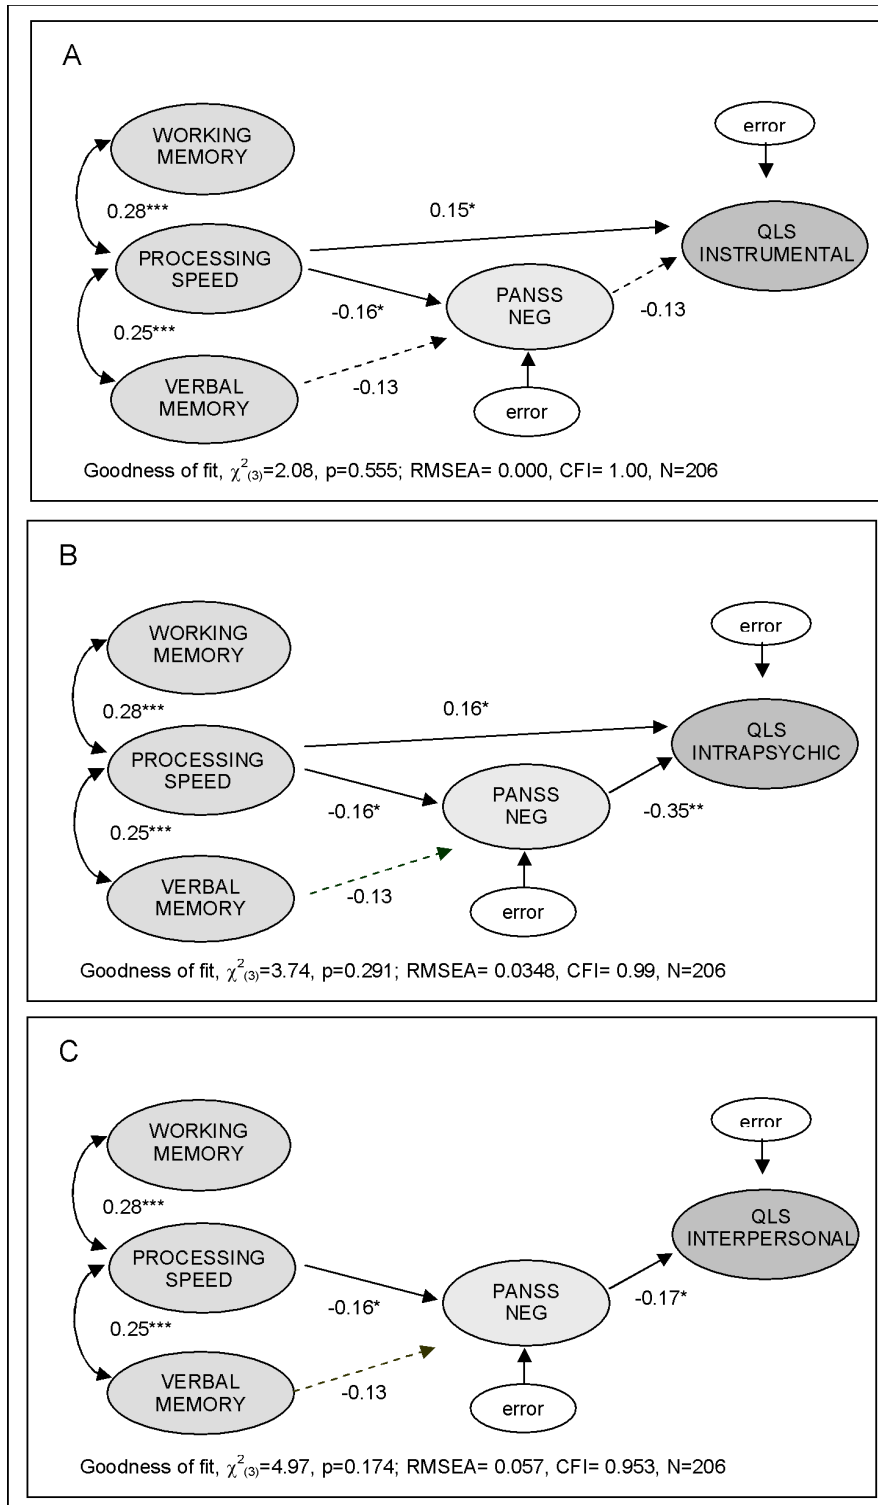 A
WORKING
MEMORY
error
0.28***
0.15*
QLS
INSTRUMENTAL
PROCESSING
SPEED
PANSS
NEG
-0.16*
-0.13
0.25***
VERBAL
MEMORY
-0.13
error
Goodness of fit, χ²₍₃₎=2.08, p=0.555; RMSEA= 0.000, CFI= 1.00, N=206
B
WORKING
MEMORY
error
0.28***
0.16*
QLS
INTRAPSYCHIC
PROCESSING
SPEED
PANSS
NEG
-0.16*
-0.35**
0.25***
VERBAL
MEMORY
-0.13
error
Goodness of fit, χ²₍₃₎=3.74, p=0.291; RMSEA= 0.0348, CFI= 0.99, N=206
C
WORKING
MEMORY
error
0.28***
QLS
INTERPERSONAL
PROCESSING
SPEED
PANSS
NEG
-0.16*
-0.17*
0.25***
VERBAL
MEMORY
-0.13
error
Goodness of fit, χ²₍₃₎=4.97, p=0.174; RMSEA= 0.057, CFI= 0.953, N=206